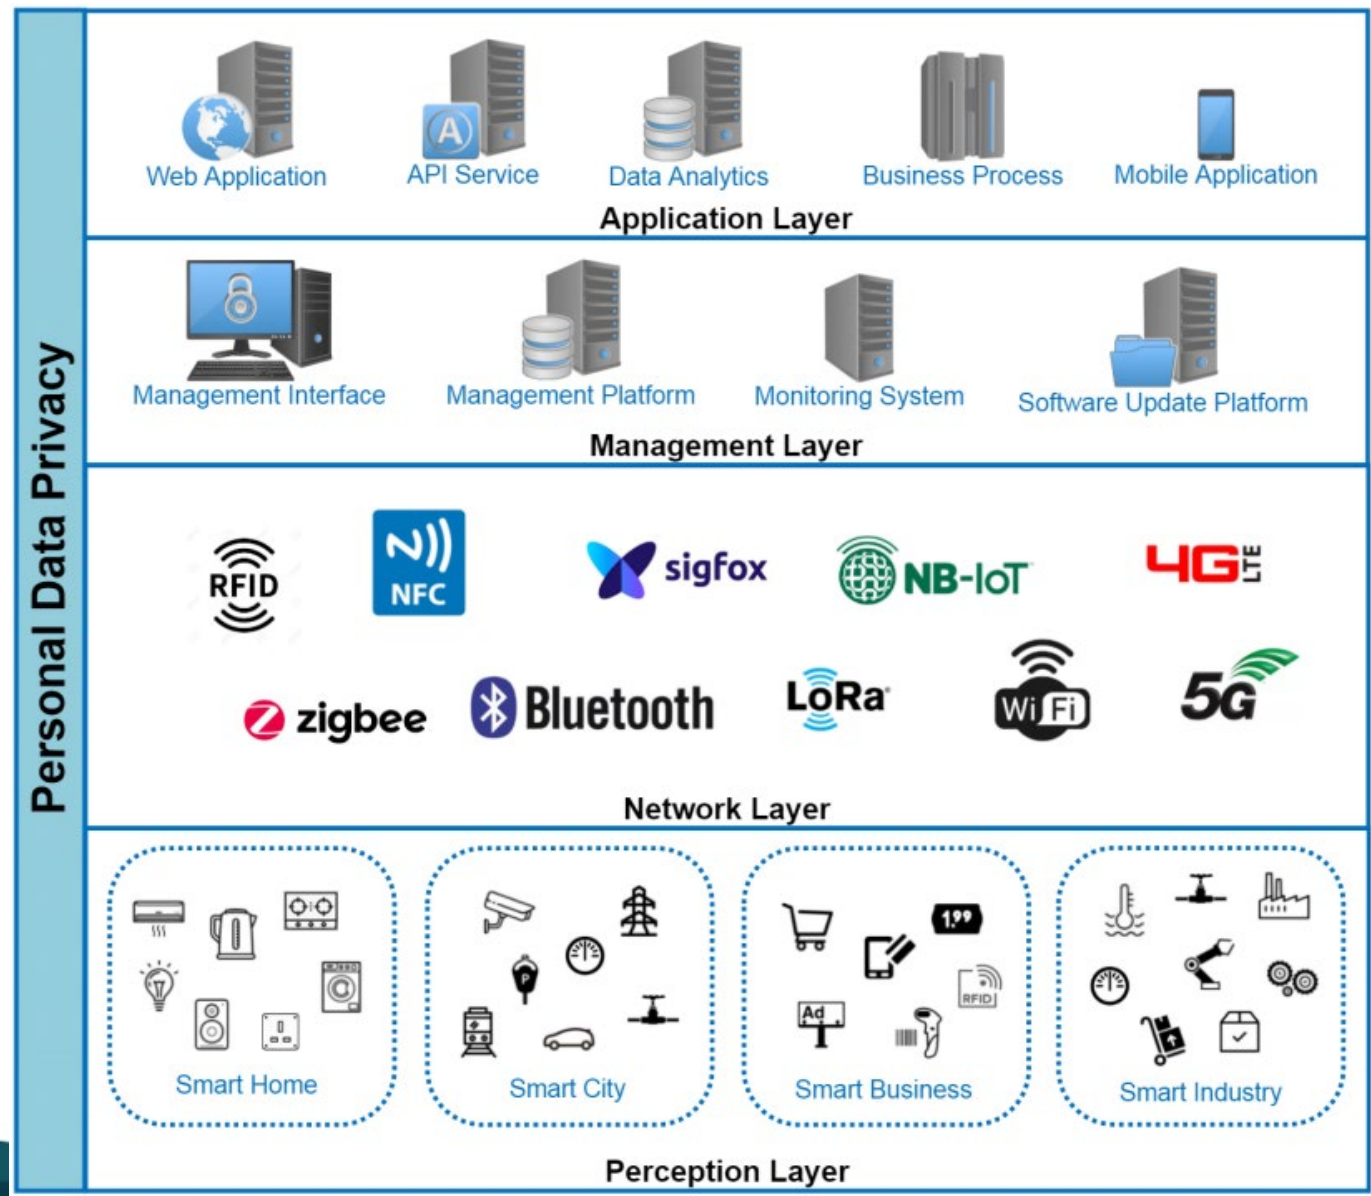 Personal Data Privacy
A
Web Application
API Service
Data Analytics
Business Process
Mobile Application
Application Layer
Management Interface
Management Platform
Monitoring System
Software Update Platform
Management Layer
RFID
NFC
sigfox
NB-IoT
4G LTE
zigbee
Bluetooth
LoRa
WiFi
5G
Network Layer
P
Smart Home
Smart City
1.99
RFID
Ad
Smart Business
Smart Industry
Perception Layer